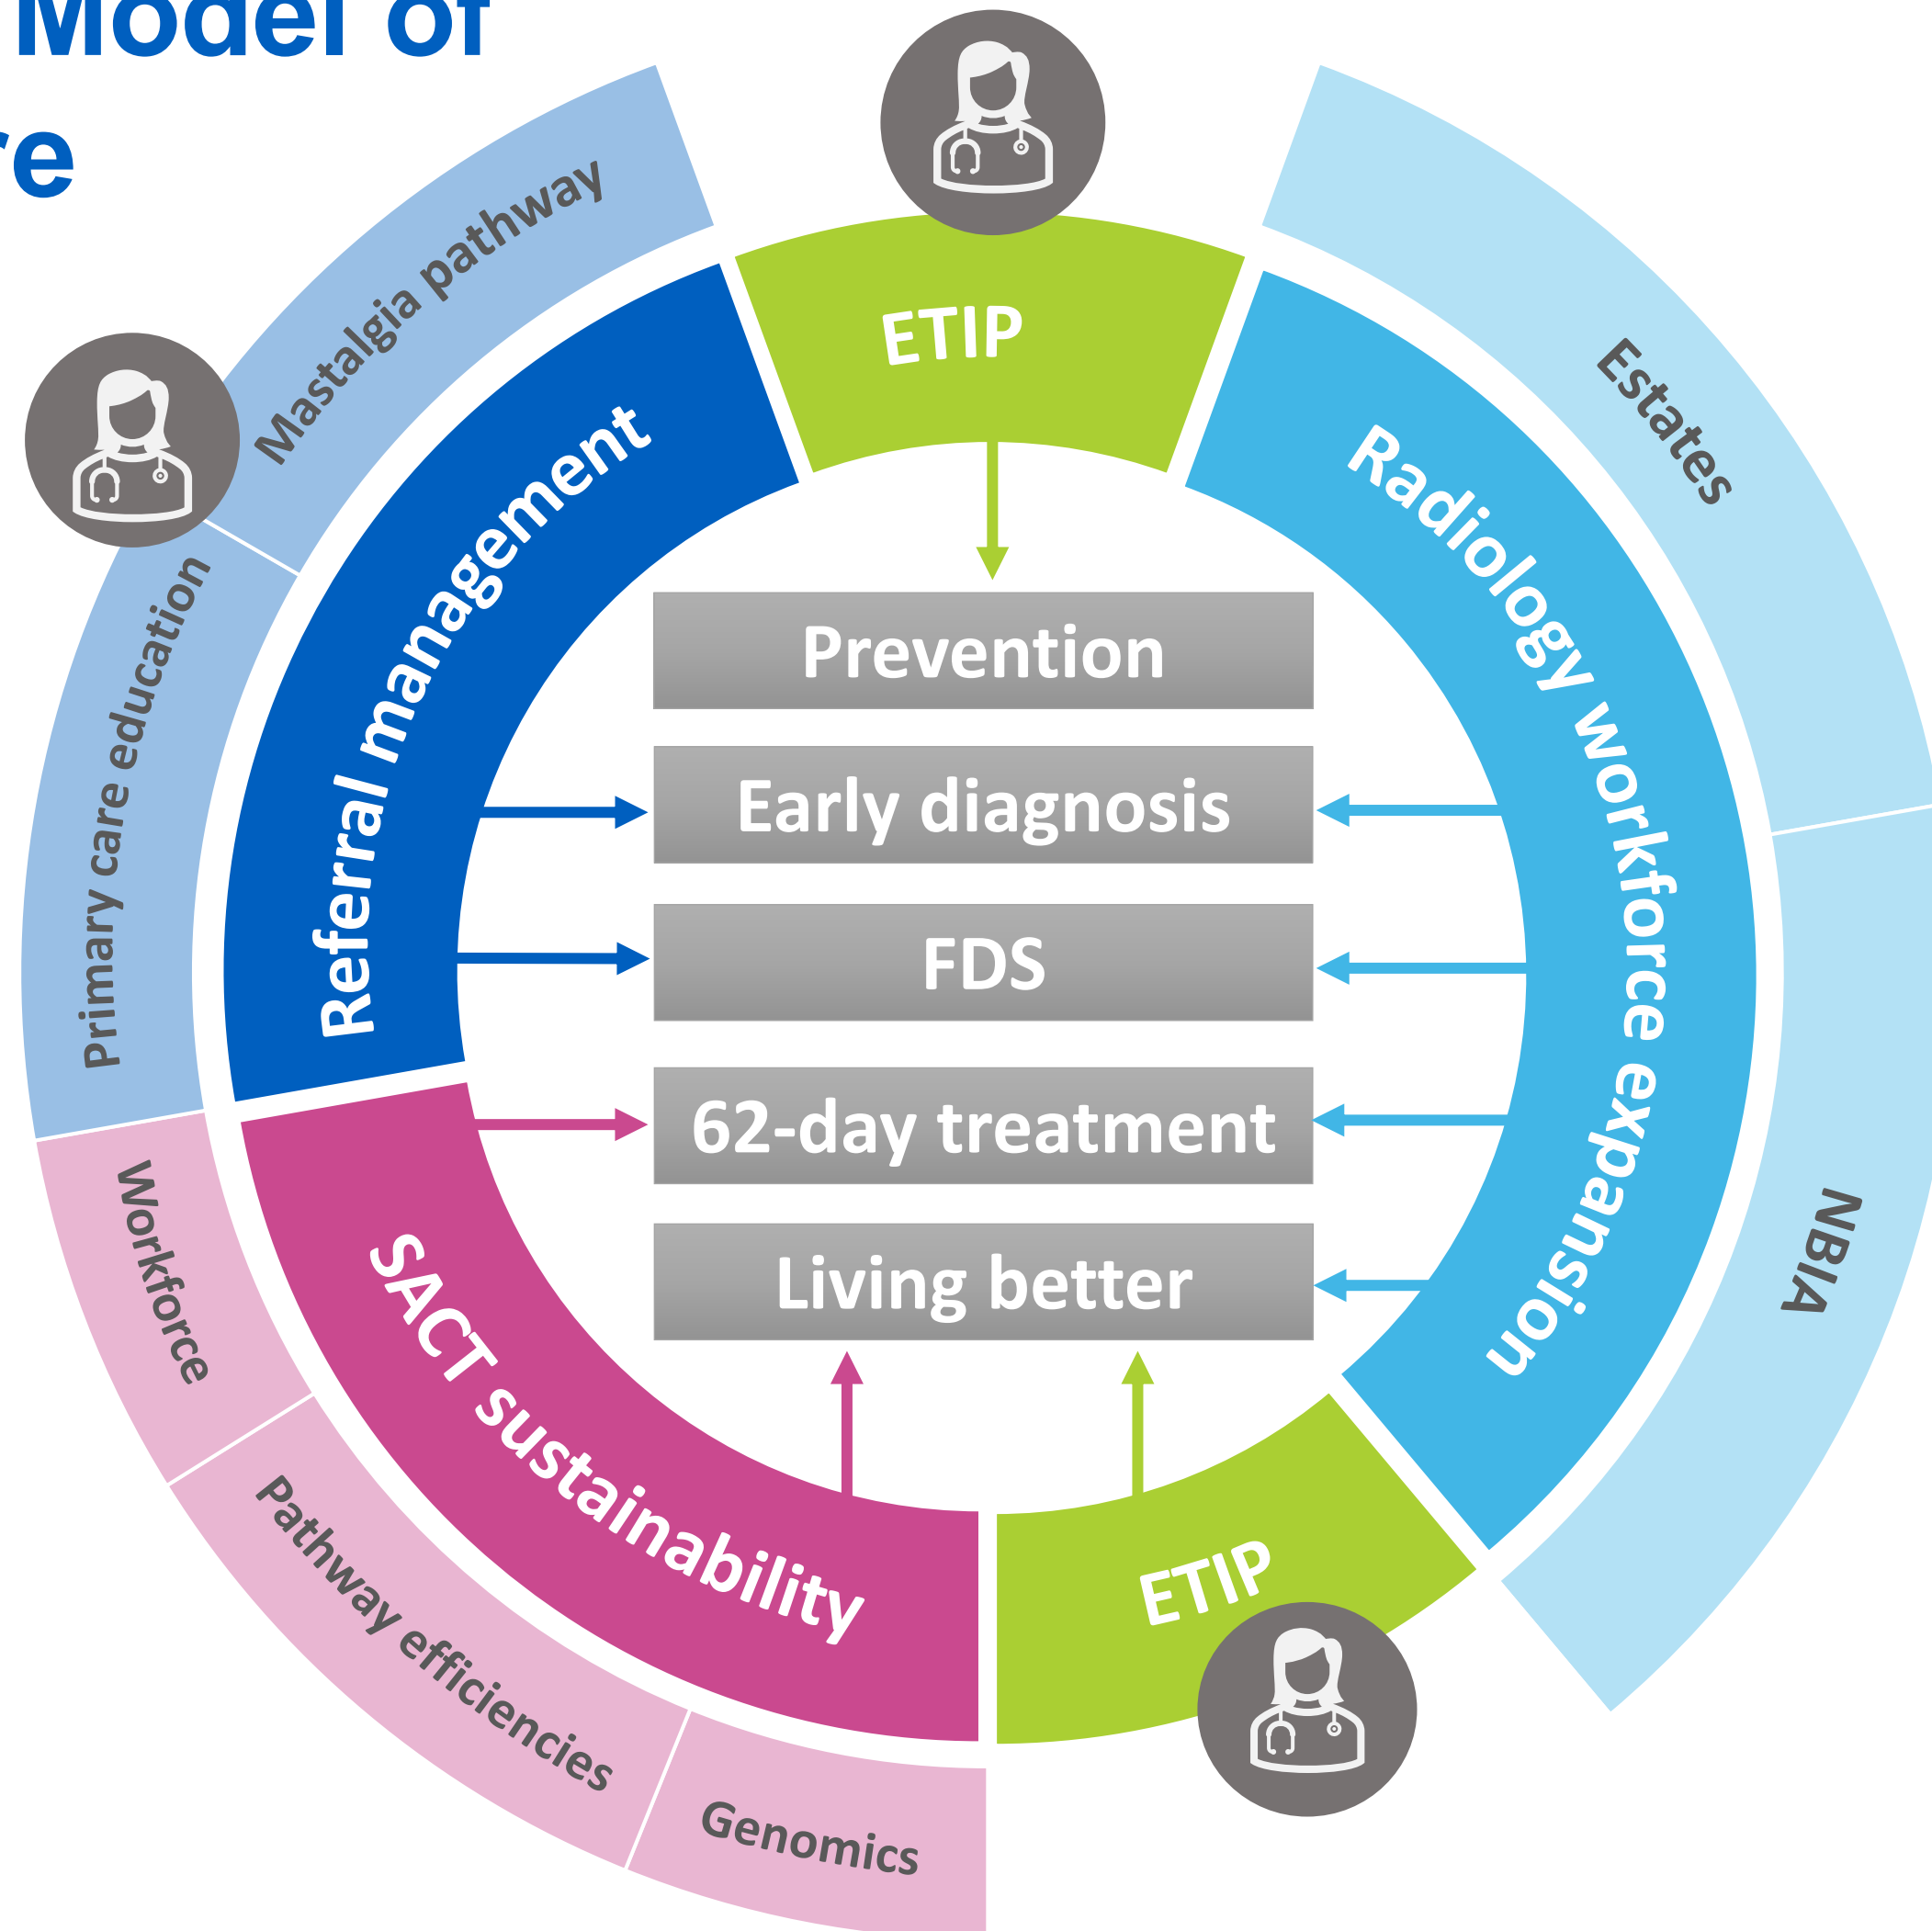 Model of
e
ETIP
Mastalgia pathway
Estates
Referral management
Radiology workforce expansion
Primary care education
Prevention
Early diagnosis
FDS
62-day treatment
Living better
Workforce
NBIA
SACT sustainability
Pathway efficiencies
ETIP
Genomics